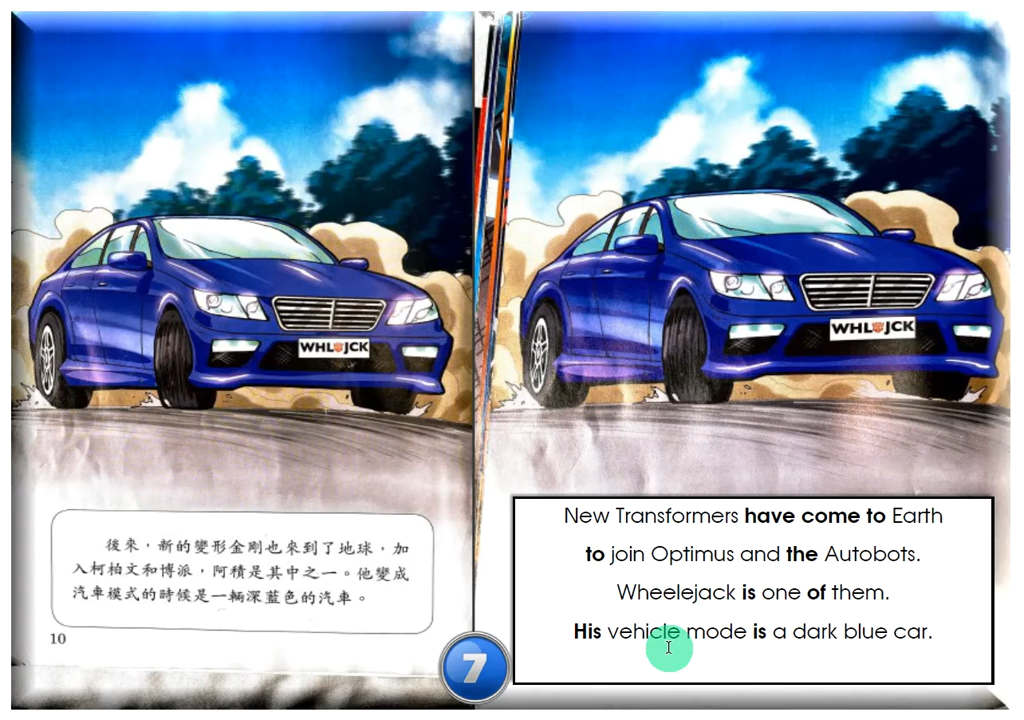 WHL JCK
後來，新的變形金剛也來到了地球，加
入柯柏文和博派，阿積是其中之一。他變成
汽車模式的時候是一輛深藍色的汽車。
10
WHL JCK
New Transformers have come to Earth
to join Optimus and the Autobots.
Wheelejack is one of them.
His vehicle mode is a dark blue car.
7